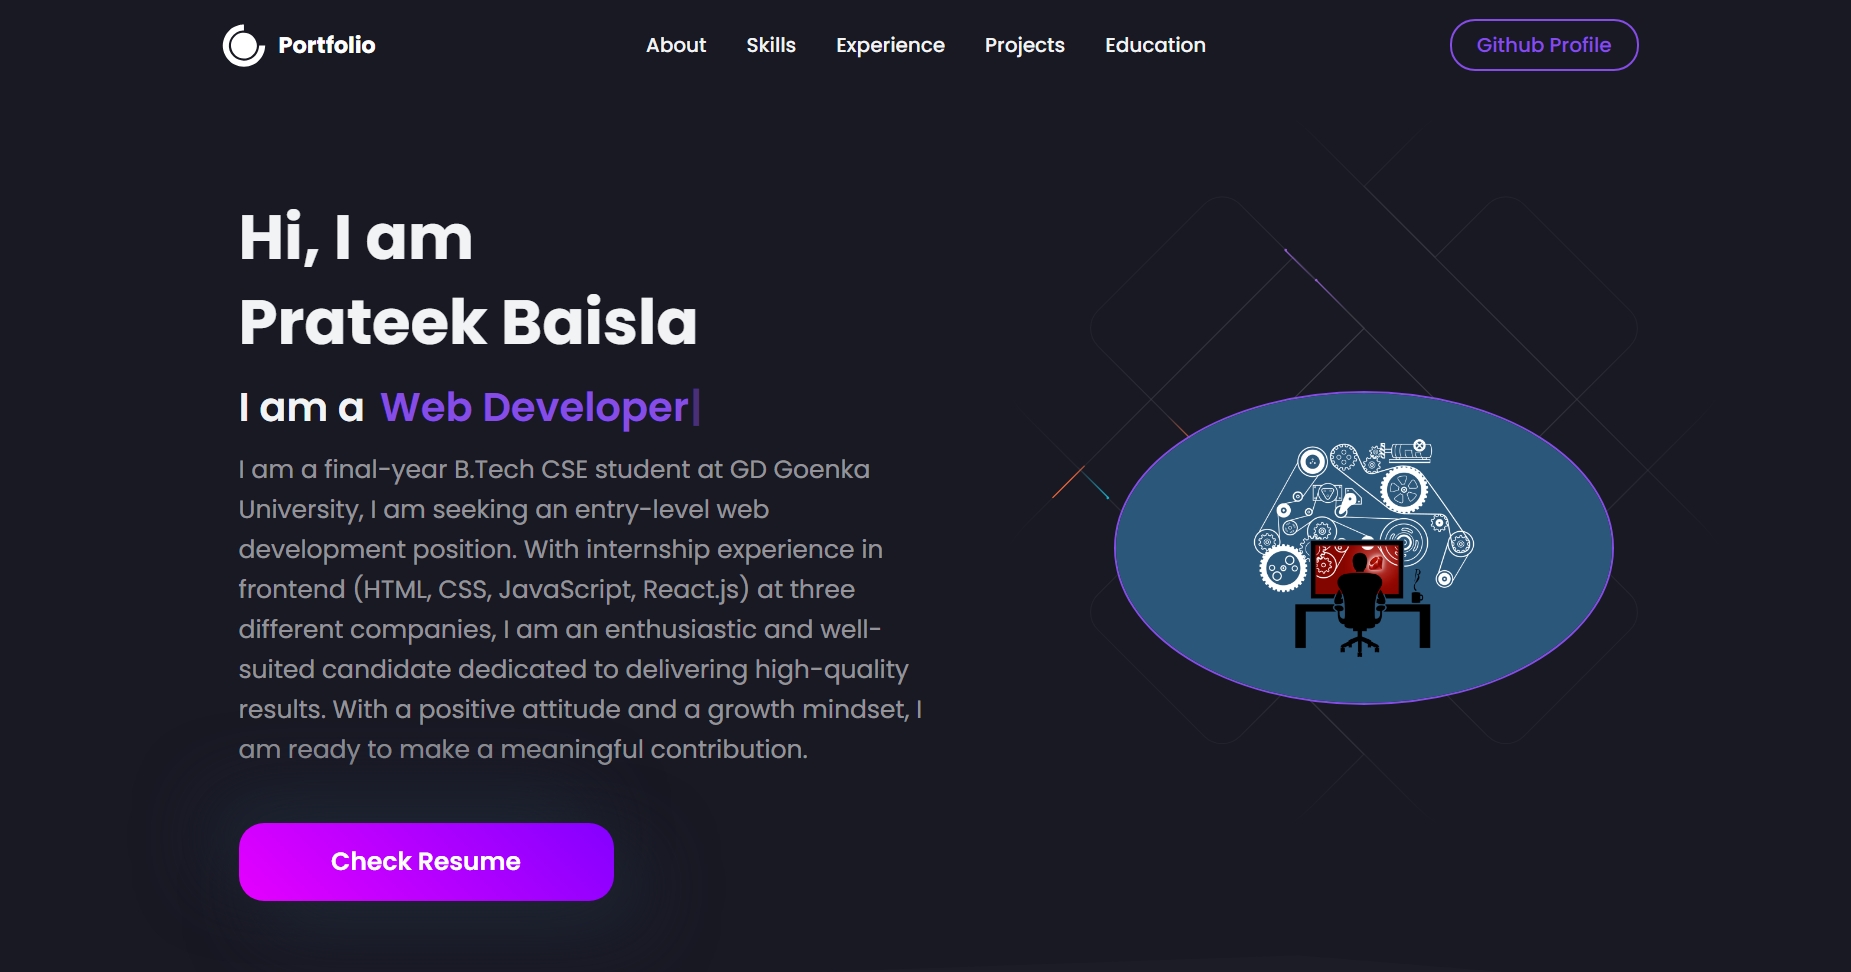 Portfolio
About
Skills
Experience
Projects
Education
Github Profile
Hi, I am
Prateek Baisla
I am a Web Developer|
I am a final-year B.Tech CSE student at GD Goenka
University, I am seeking an entry-level web
development position. With internship experience in
frontend (HTML, CSS, JavaScript, React.js) at three
different companies, I am an enthusiastic and well-
suited candidate dedicated to delivering high-quality
results. With a positive attitude and a growth mindset, I
am ready to make a meaningful contribution.
Check Resume